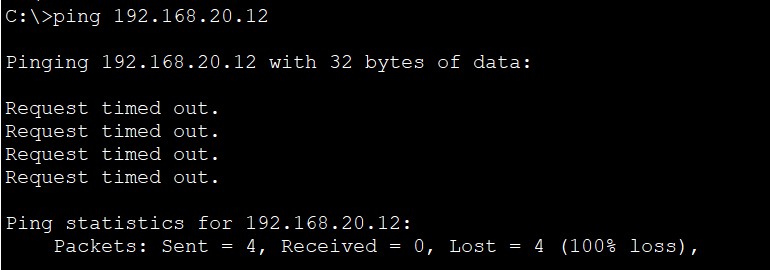 C:\>ping 192.168.20.12
Pinging 192.168.20.12 with 32 bytes of data:
Request timed out.
Request timed out.
Request timed out.
Request timed out.
Ping statistics for 192.168.20.12:
Packets: Sent = 4, Received = 0, Lost = 4 (100% loss),